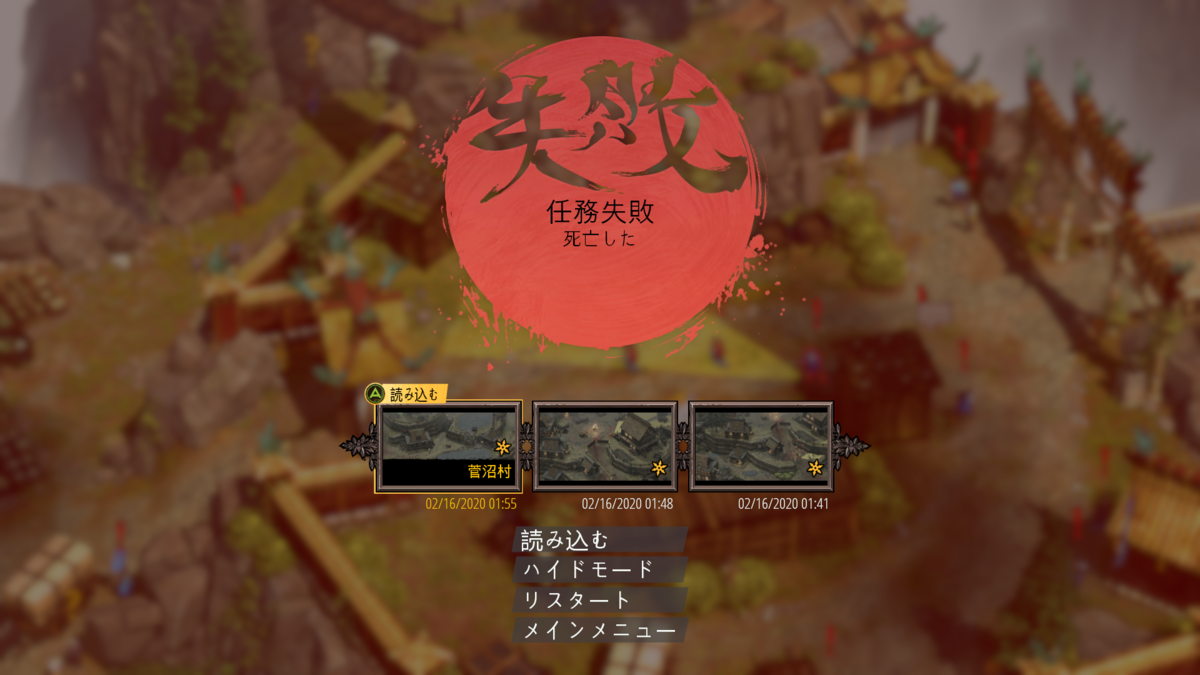 失敗
任務失敗
死亡した
A 読み込む
菅沼村
02/16/2020 01:55
02/16/2020 01:48
02/16/2020 01:41
読み込む
ハイドモード
リスタート
メインメニュー